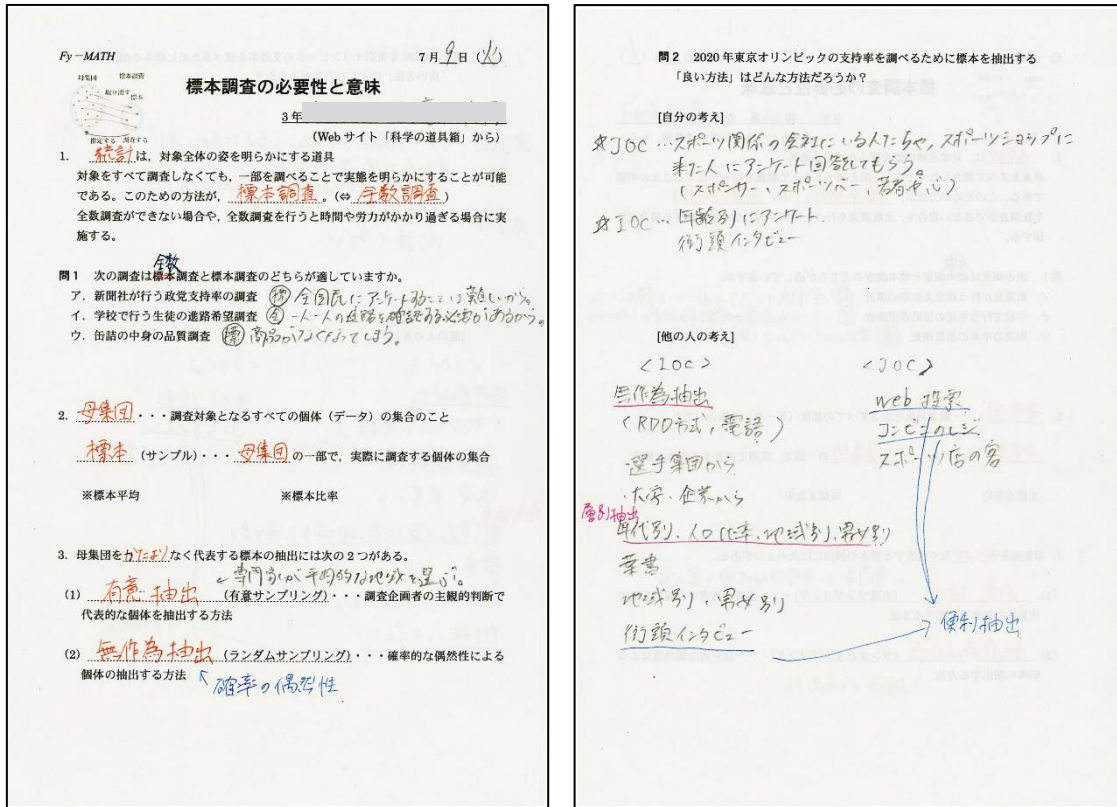 Fy-MATH 7月9日(火)
母集団 標本調査
取り出す 標本
推定する
標本調査の必要性と意味
3年
(Webサイト「科学の道具箱」から)
1. 統計は,対象全体の姿を明らかにする道具
対象をすべて調査しなくても,一部を調べることで実態を明らかにすることが可能
である。このための方法が,標本調査。(⇔全数調査)
全数調査ができない場合や,全数調査を行うと時間や労力がかかり過ぎる場合に実
施する。
全数
問1 次の調査は標本調査と標本調査のどちらが適していますか。
ア.新聞社が行う政党支持率の調査 標 全国民にアンケートすることは難しいから。
イ.学校で行う生徒の進路希望調査 全 一人一人の進路を確認する必要があるから。
ウ.缶詰の中身の品質調査 標 商品がなくなってしまう。
2. 母集団・・・調査対象となるすべての個体(データ)の集合のこと
標本(サンプル)・・・母集団の一部で,実際に調査する個体の集合
※標本平均 ※標本比率
3. 母集団をかたよりなく代表する標本の抽出には次の2つがある。
←専門家が平均的な地域を選ぶ。
(1) 有意抽出(有意サンプリング)・・・調査企画者の主観的判断で
代表的な個体を抽出する方法
(2) 無作為抽出(ランダムサンプリング)・・・確率的な偶然性による
個体の抽出する方法
確率の偶然性
問2 2020年東京オリンピックの支持率を調べるために標本を抽出する
「良い方法」はどんな方法だろうか?
[自分の考え]
☆JOC…スポーツ関係の会社にいる人たちや,スポーツショップに
来た人にアンケート回答してもらう。
(スポンサー,スポーツバー,若者中心)
☆IOC…年齢別にアンケート.
街頭インタビュー
[他の人の考え]
<IOC> <JOC>
無作為抽出 web投票
(RDD方式,電話) コンビニのレジ
選手集団から スポーツ店の客
・大学・企業から
層別抽出
年代別,人口比率,地域別,男女別
葉書
地域別・男女別
街頭インタビュー → 便利抽出